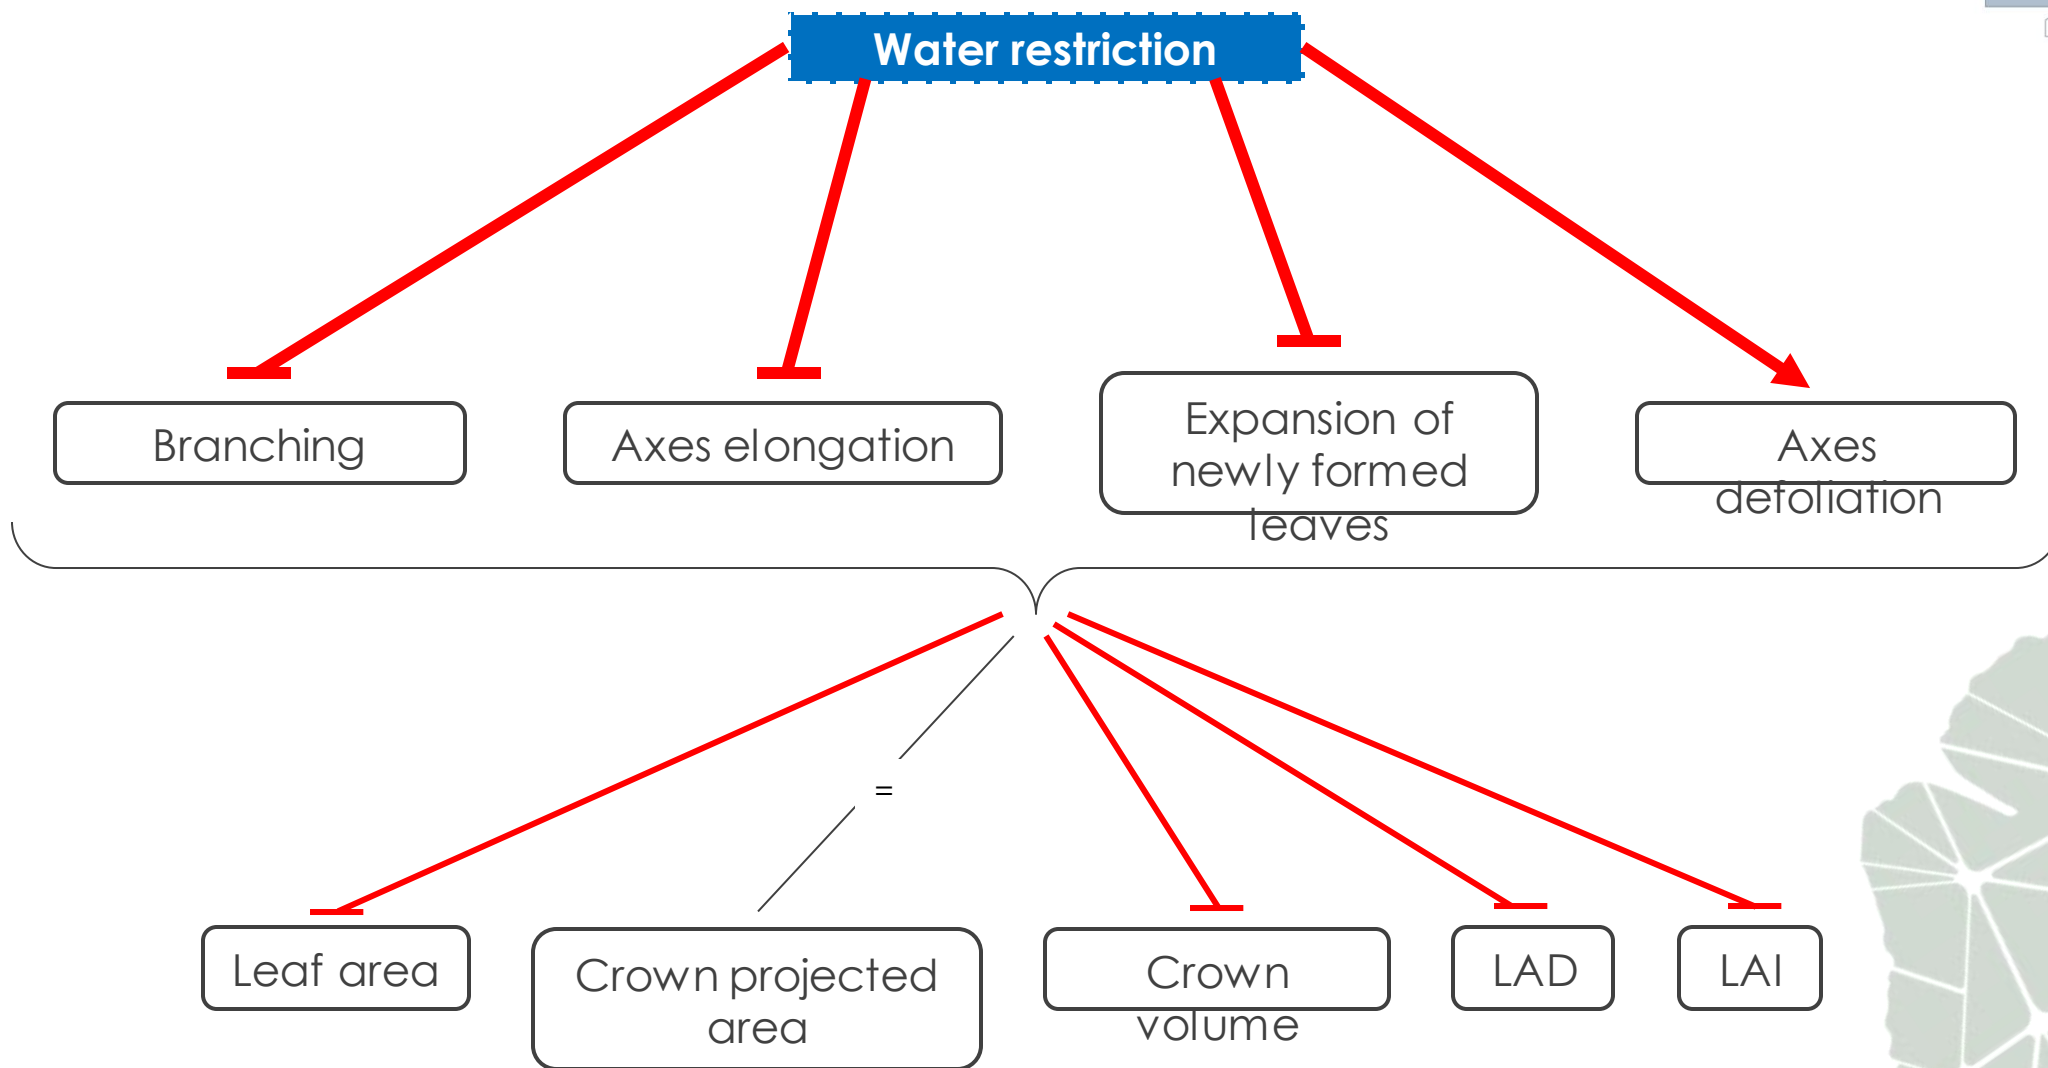 Water restriction
Branching
Axes elongation
Expansion of
newly formed
leaves
Axes
defoliation
=
Leaf area
Crown projected
area
Crown
volume
LAD
LAI